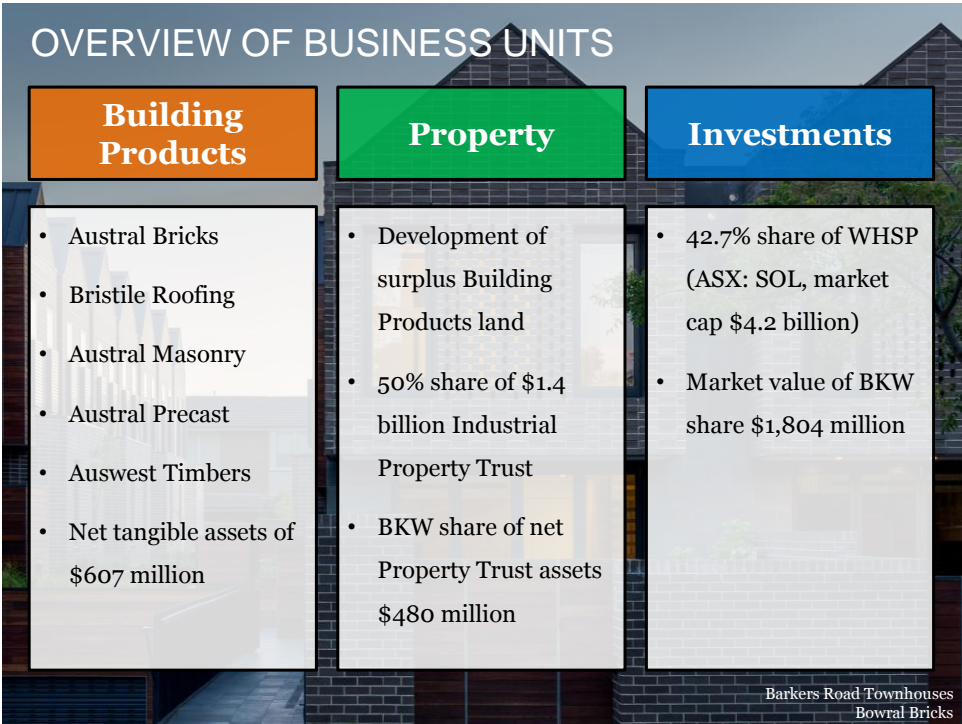 OVERVIEW OF BUSINESS UNITS
Building
Products
• Austral Bricks
• Bristile Roofing
• Austral Masonry
• Austral Precast
• Auswest Timbers
• Net tangible assets of
$607 million
Property
• Development of
surplus Building
Products land
• 50% share of $1.4
billion Industrial
Property Trust
• BKW share of net
Property Trust assets
$480 million
Investments
• 42.7% share of WHSP
(ASX: SOL, market
cap $4.2 billion)
• Market value of BKW
share $1,804 million
Barkers Road Townhouses
Bowral Bricks